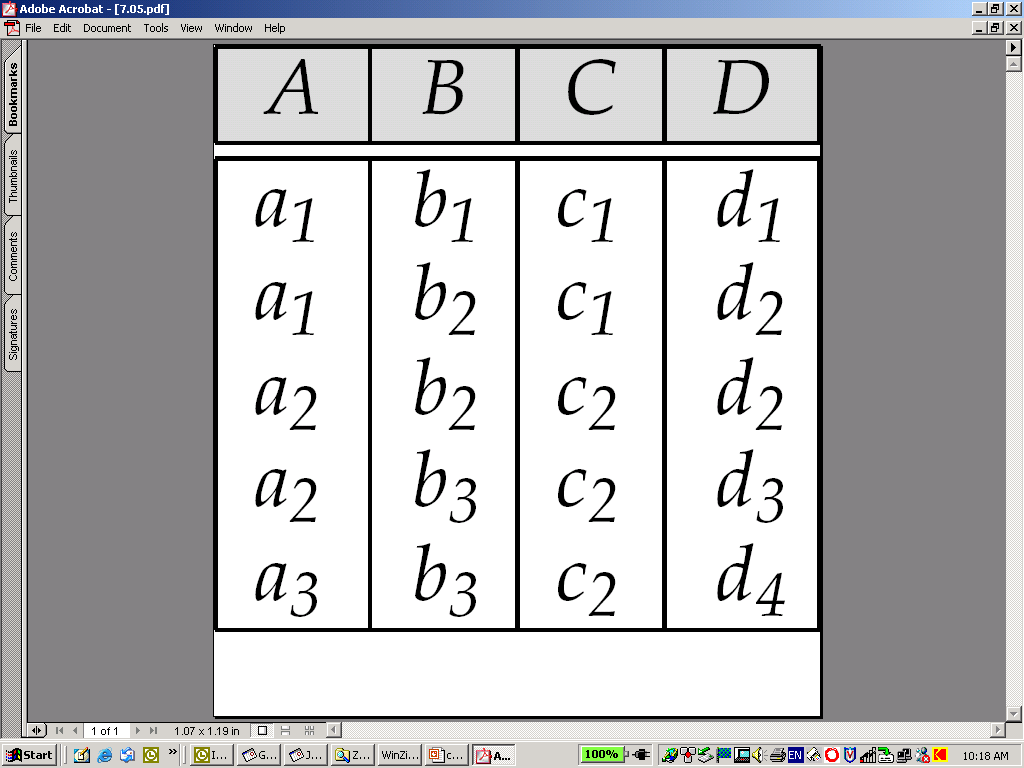 Adobe Acrobat - [7.05.pdf]
File Edit Document Tools View Window Help
Bookmarks
Thumbnails
Comments
Signatures
A B C D
a1 b1 c1 d1
a1 b2 c1 d2
a2 b2 c2 d2
a2 b3 c2 d3
a3 b3 c2 d4
1 of 1 1.07 x 1.19 in
Start » I... G... J... Z... WinZi... c... A... 100% EN 10:18 AM